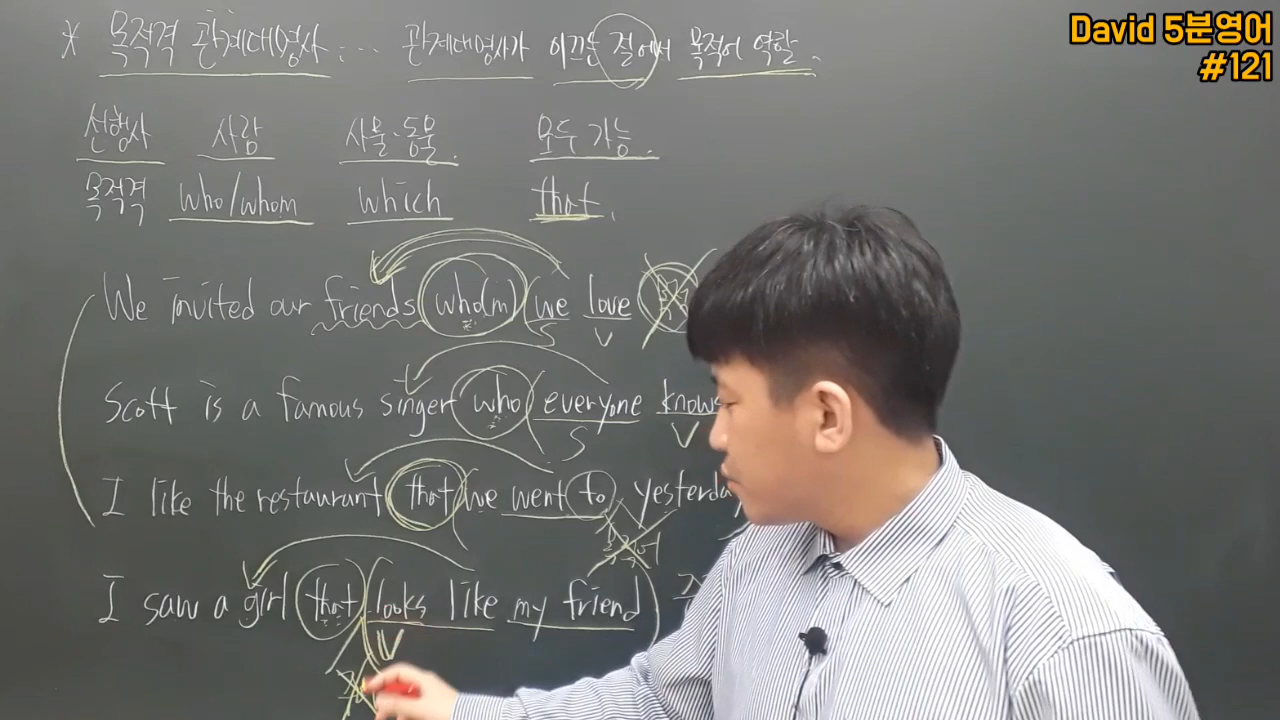 David 5분영어
#121
* 목적격 관계대명사 : ... 관계대명사가 이끄는 절에서 목적어 역할.
선행사 사람 사물·동물. 모두 가능.
목적격 who/whom which that.
We invited our friends who(m) we love
S V
Scott is a famous singer who everyone knows
S V
I like the restaurant that we went to yesterda
I saw a girl that looks like my friend
V